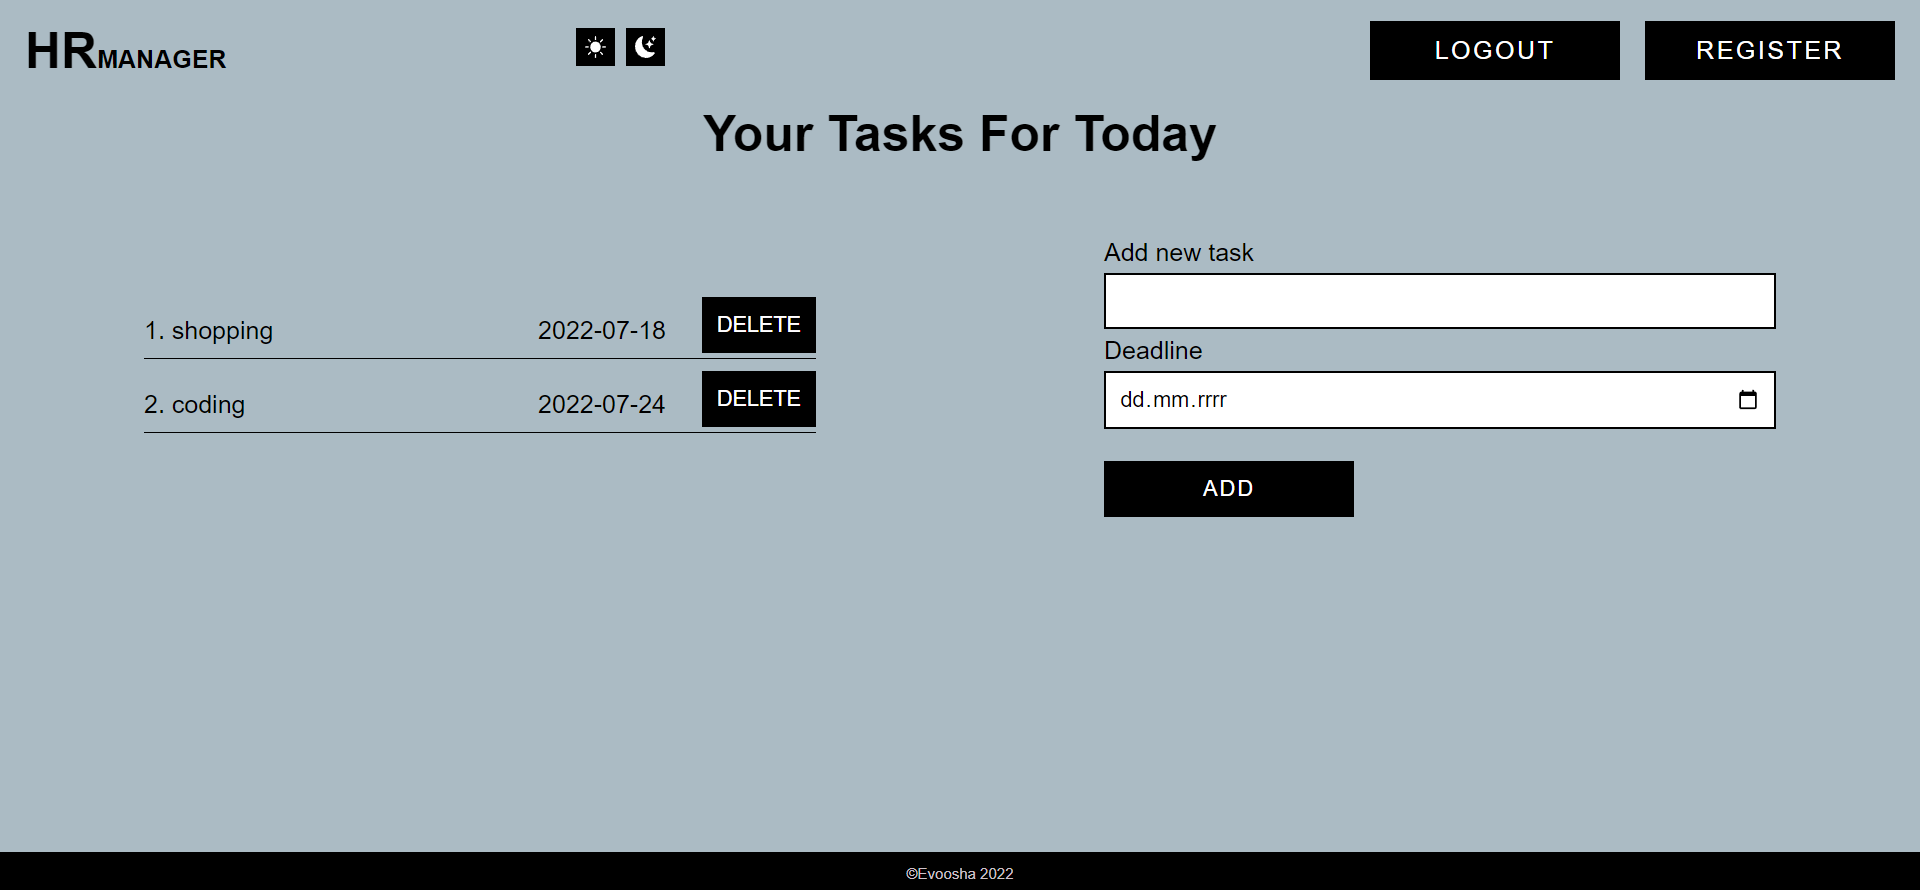 HRMANAGER
LOGOUT
REGISTER
Your Tasks For Today
1. shopping 2022-07-18 DELETE
2. coding 2022-07-24 DELETE
Add new task
Deadline
dd.mm.rrrr
ADD
©Evoosha 2022